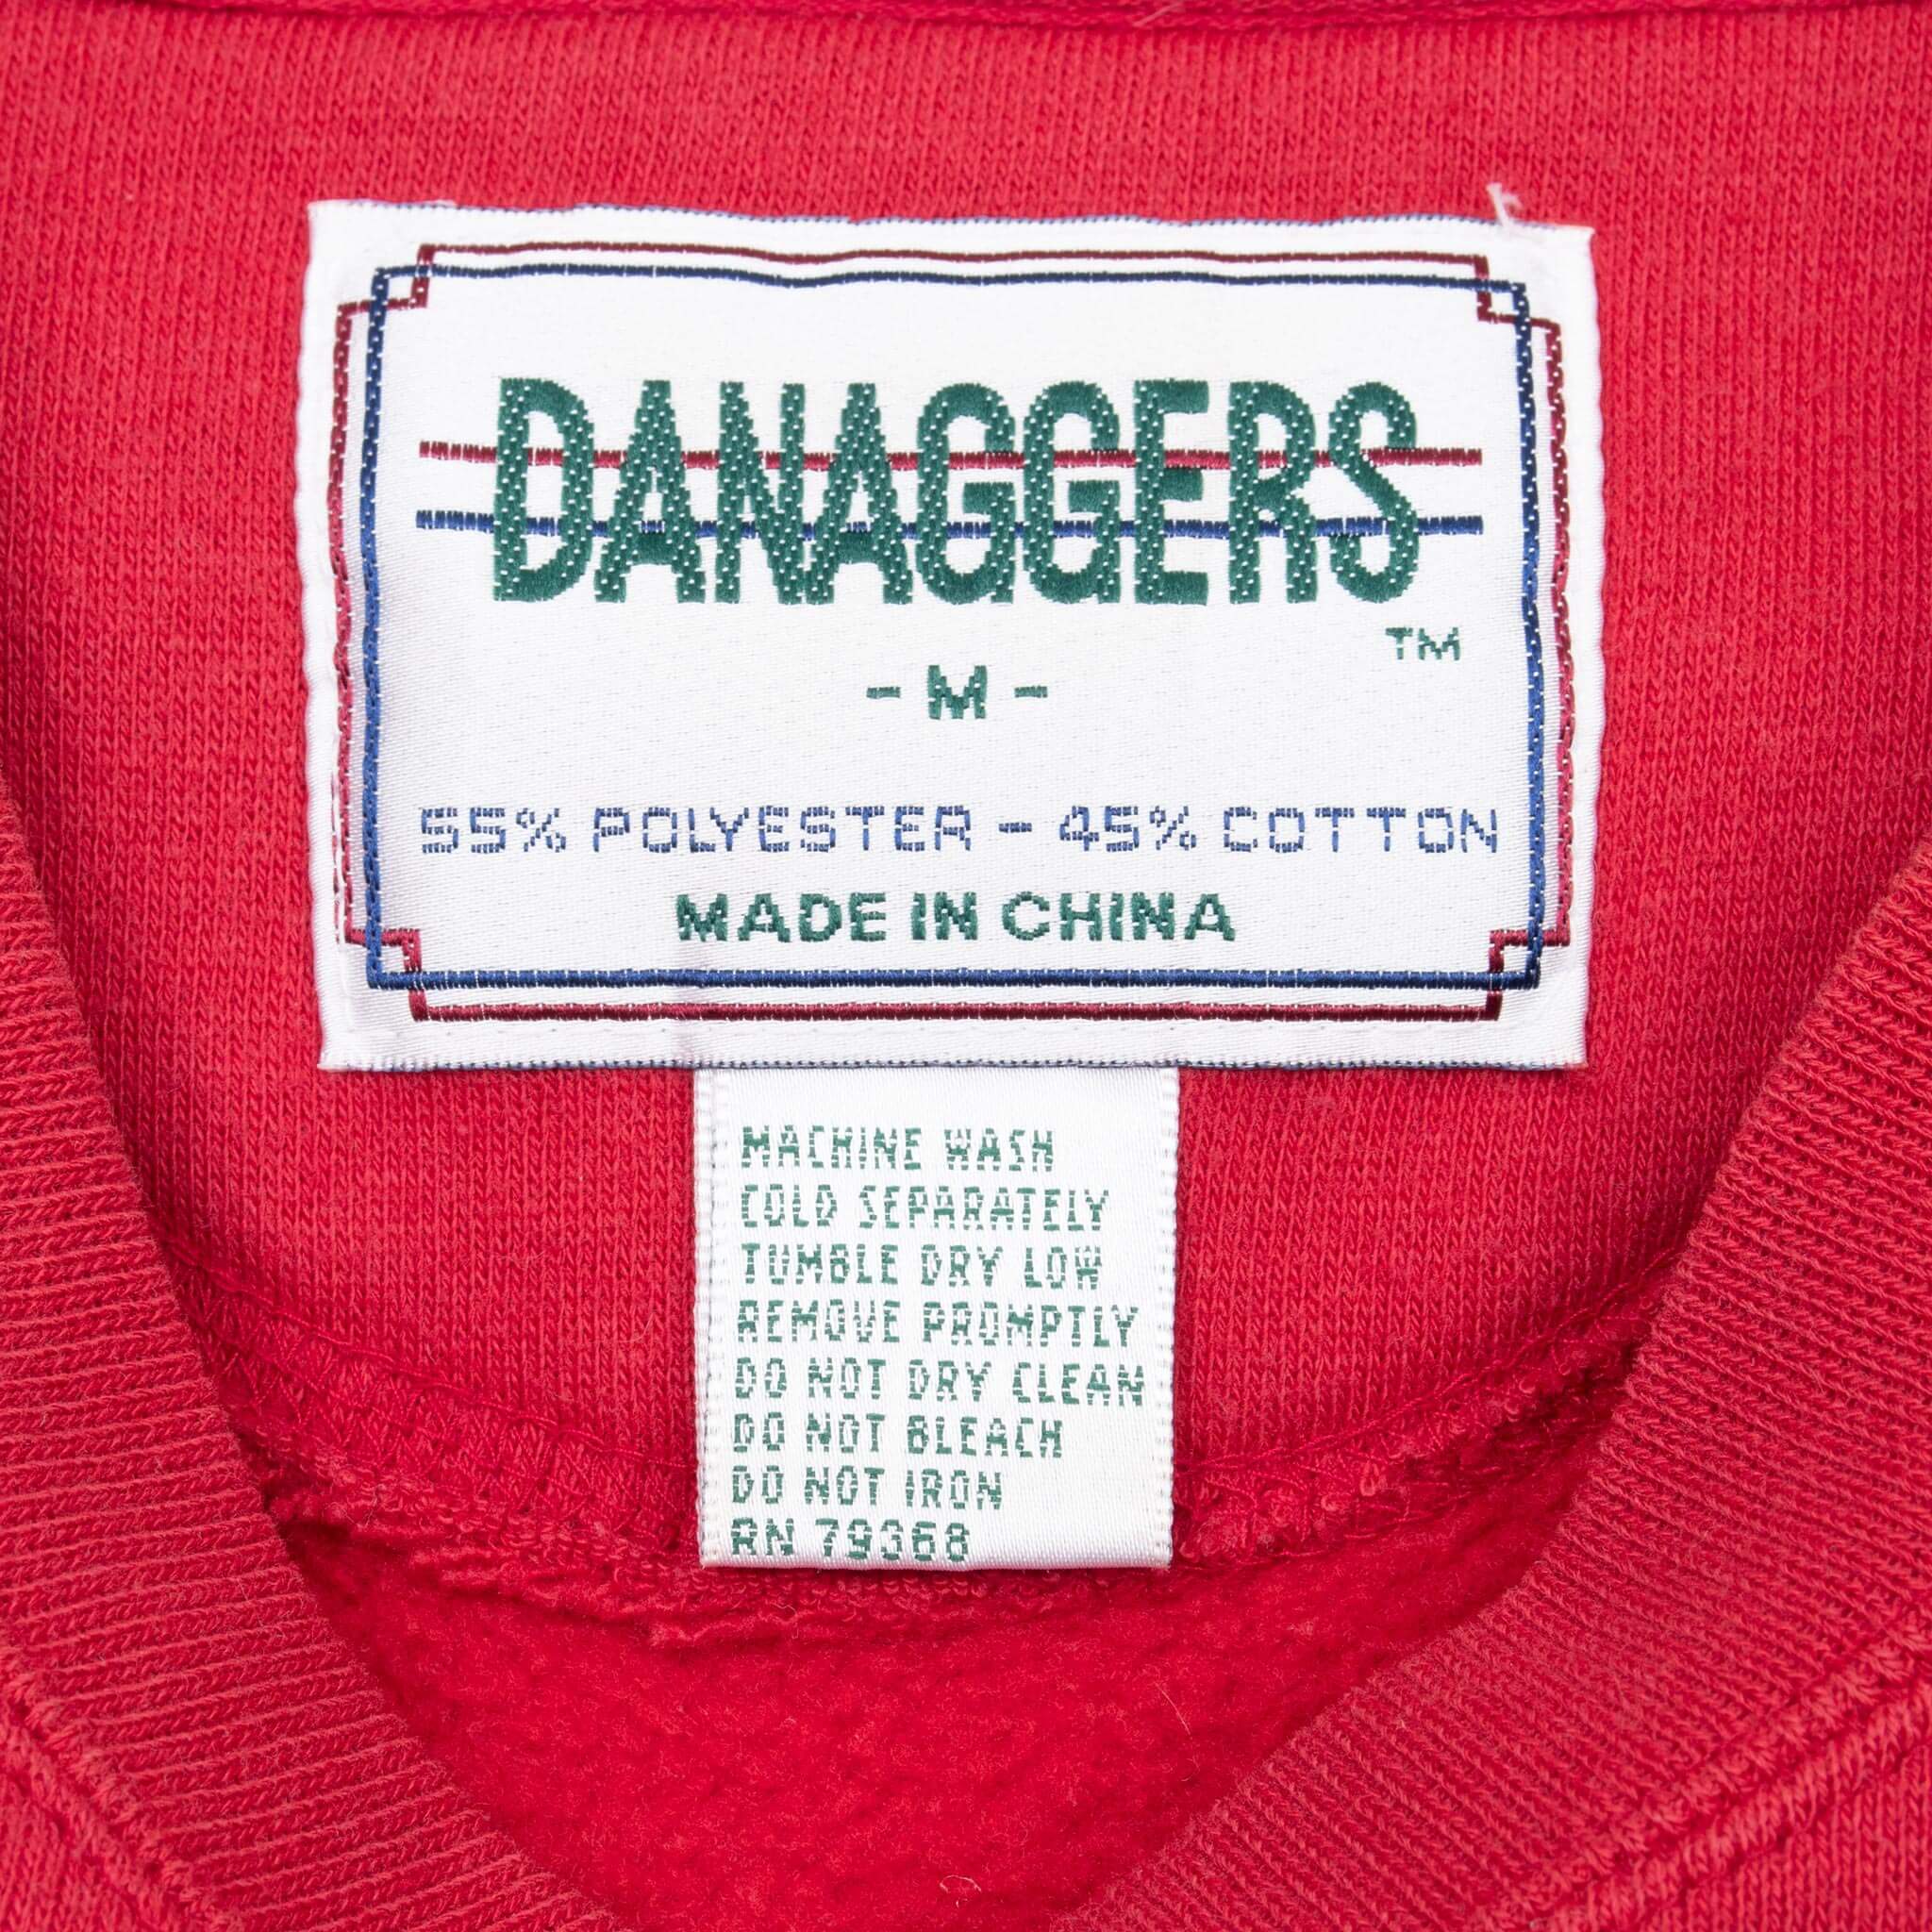 DANAGGERS
TM
- M -
55% POLYESTER - 45% COTTON
MADE IN CHINA
MACHINE WASH
COLD SEPARATELY
TUMBLE DRY LOW
REMOVE PROMPTLY
DO NOT DRY CLEAN
DO NOT BLEACH
DO NOT IRON
RN 79368